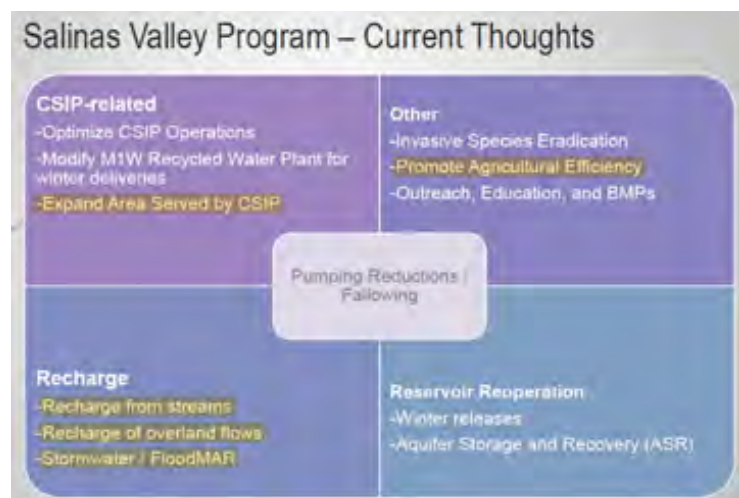 Salinas Valley Program – Current Thoughts
CSIP-related
-Optimize CSIP Operations
-Modify M1W Recycled Water Plant for
winter deliveries
-Expand Area Served by CSIP
Other
-Invasive Species Eradication
-Promote Agricultural Efficiency
-Outreach, Education, and BMPs
Pumping Reductions /
Fallowing
Recharge
-Recharge from streams
-Recharge of overland flows
-Stormwater / FloodMAR
Reservoir Reoperation
-Winter releases
-Aquifer Storage and Recovery (ASR)